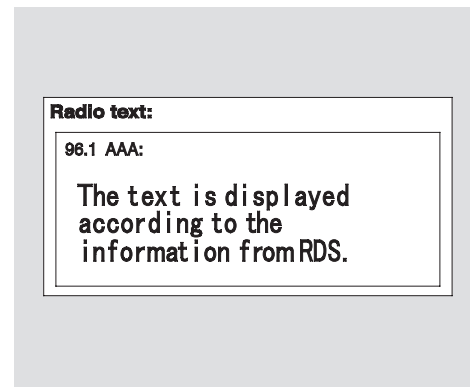 Radio text:
96.1 AAA:
The text is displayed
according to the
information from RDS.